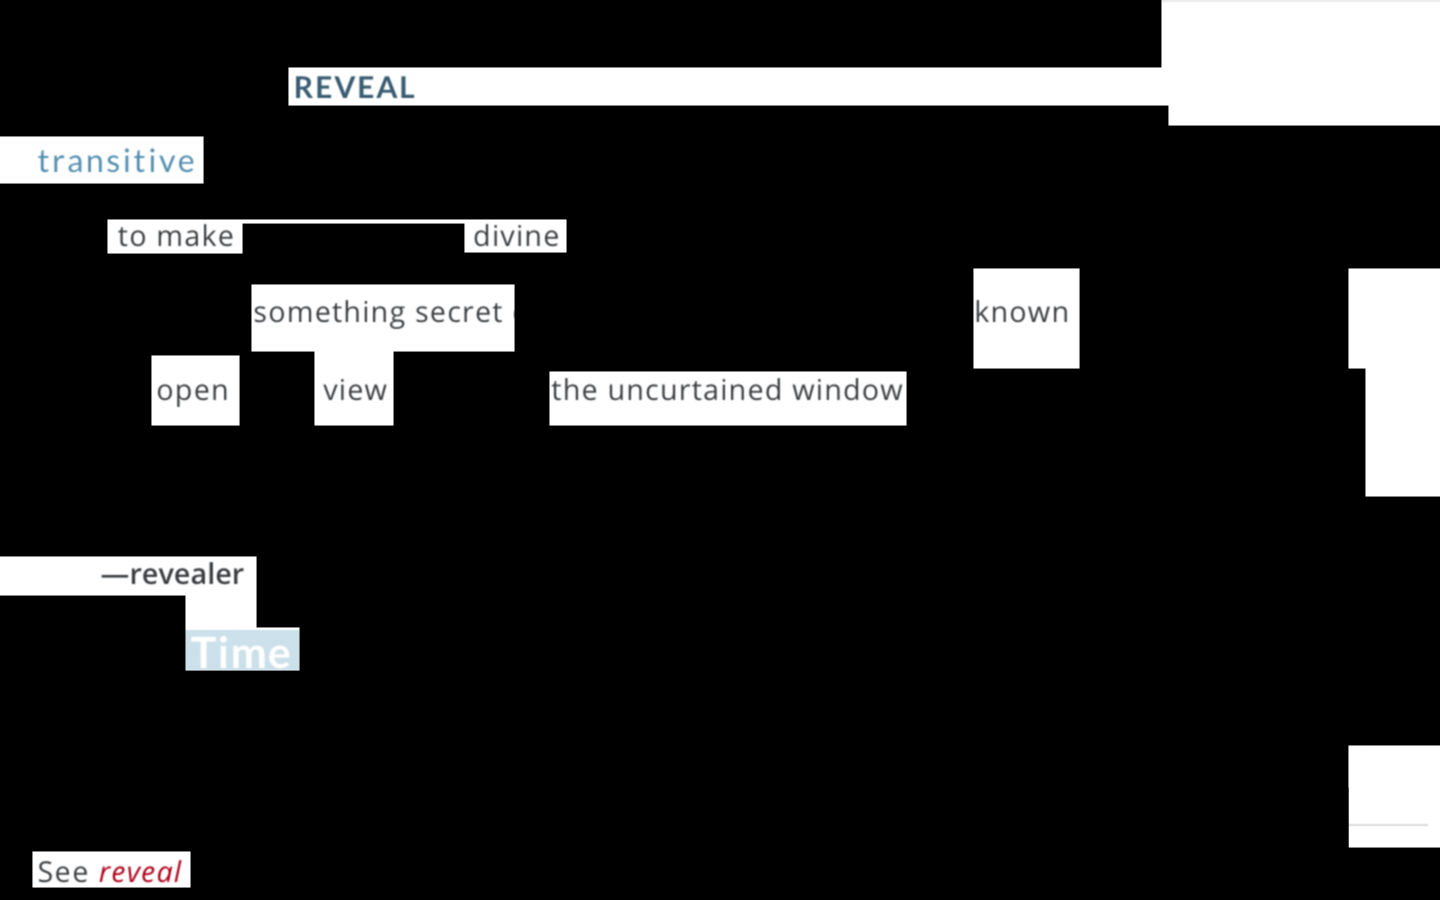 REVEAL
transitive
to make divine
something secret known
open view the uncurtained window
—revealer
Time
See reveal